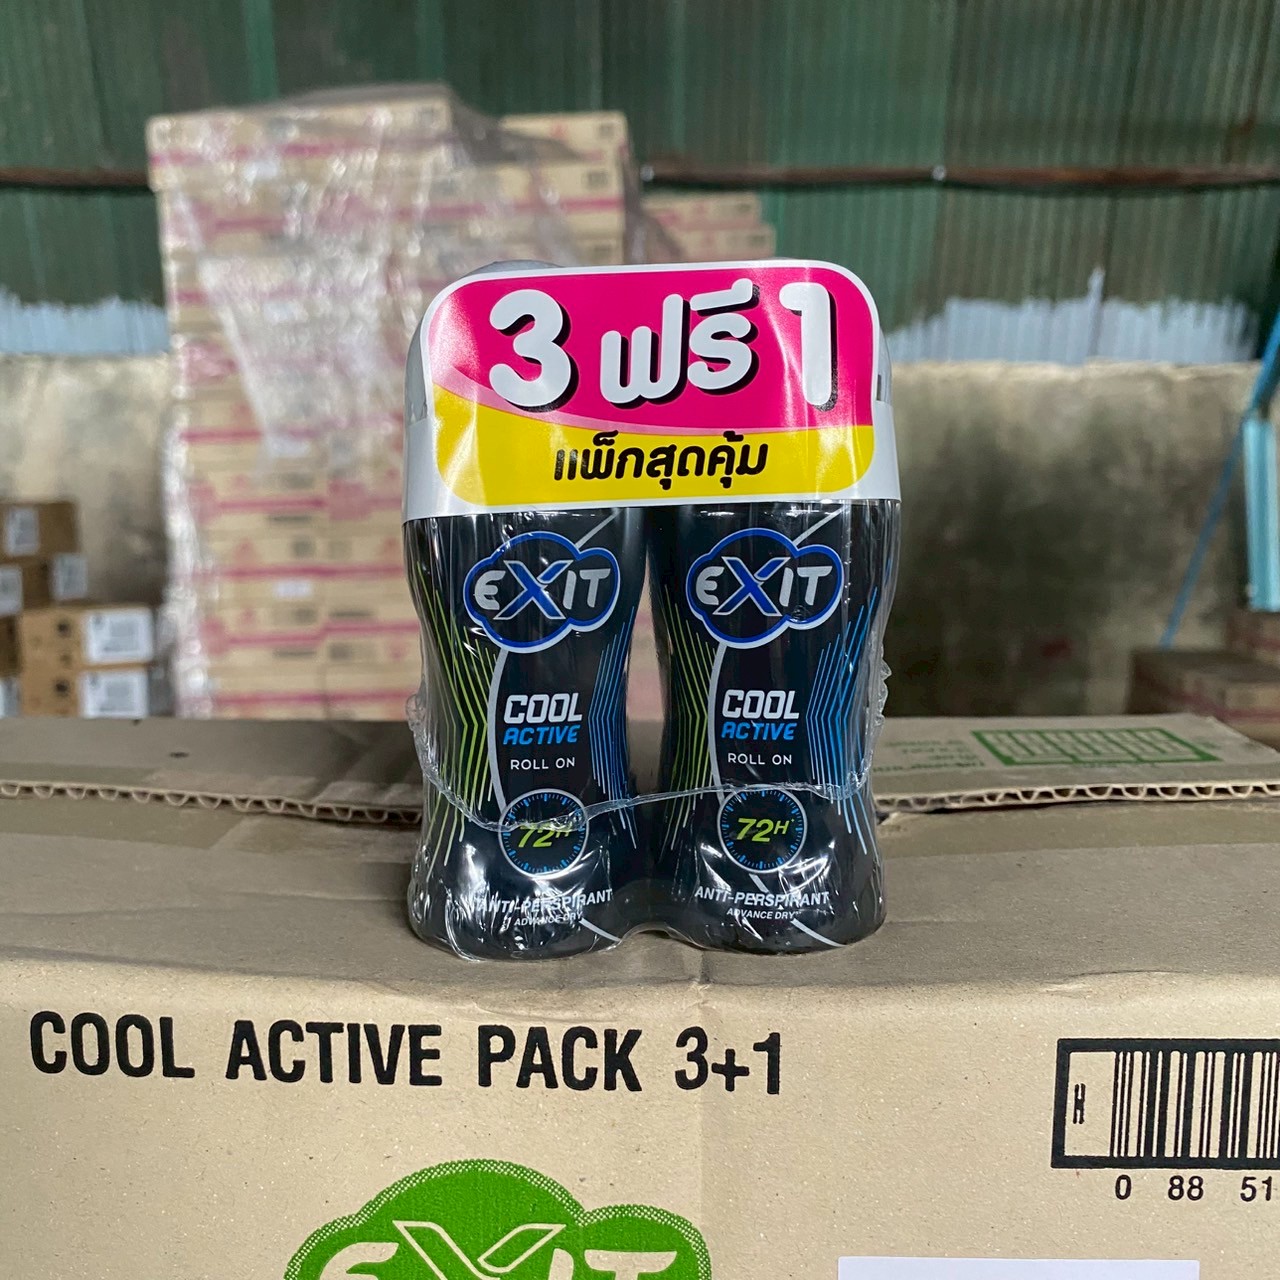 3 ฟรี 1
แพ็กสุดคุ้ม
EXIT
COOL
ACTIVE
ROLL ON
72H
ANTI-PERSPIRANT
ADVANCE DRY
EXIT
COOL
ACTIVE
ROLL ON
72H
ANTI-PERSPIRANT
ADVANCE DRY
COOL ACTIVE PACK 3+1
H
0 88 51
EXIT